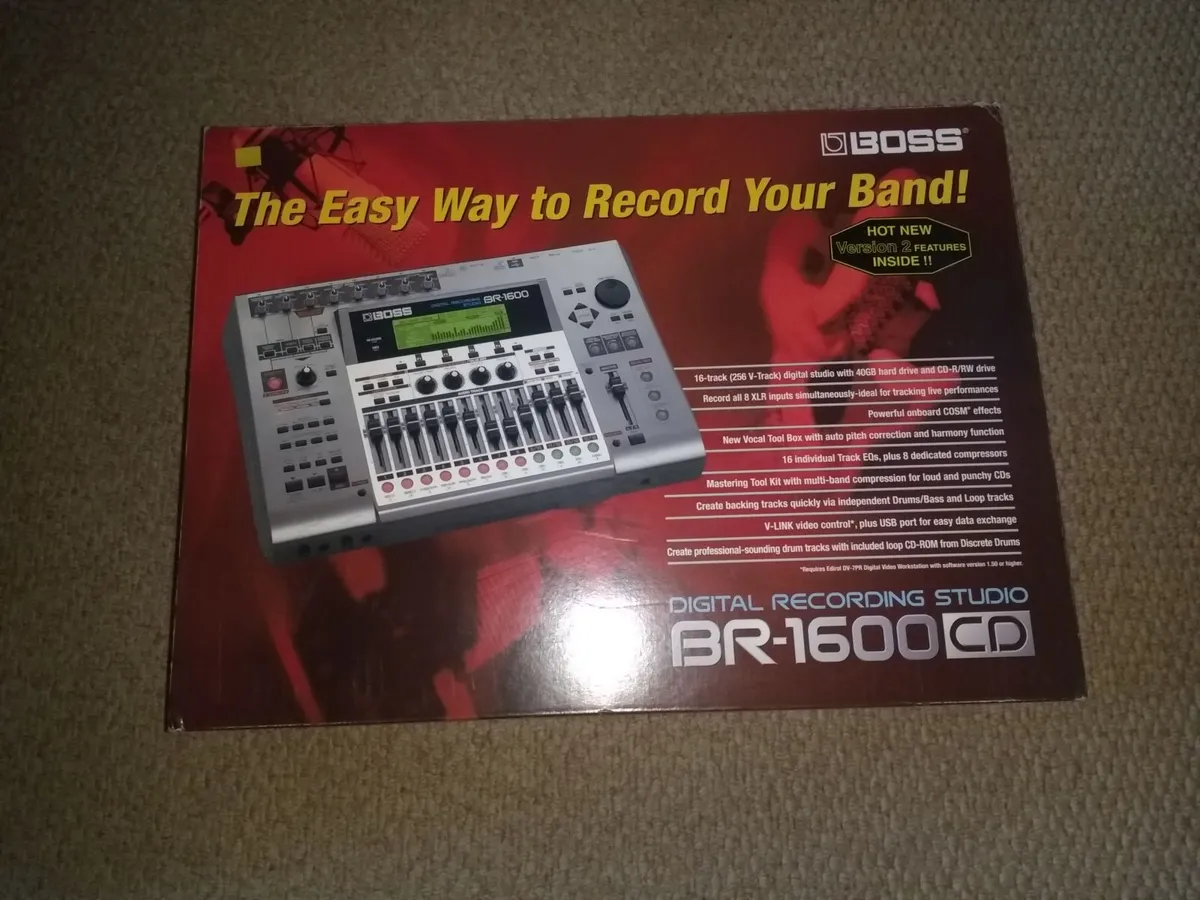 BOSS®
The Easy Way to Record Your Band!
HOT NEW
Version 2 FEATURES
INSIDE !!
BOSS
DIGITAL RECORDING
STUDIO
BR-1600
16-track (256 V-Track) digital studio with 40GB hard drive and CD-R/RW drive
Record all 8 XLR inputs simultaneously-ideal for tracking live performances
Powerful onboard COSM® effects
New Vocal Tool Box with auto pitch correction and harmony function
16 individual Track EQs, plus 8 dedicated compressors
Mastering Tool Kit with multi-band compression for loud and punchy CDs
Create backing tracks quickly via independent Drums/Bass and Loop tracks
V-LINK video control*, plus USB port for easy data exchange
Create professional-sounding drum tracks with included loop CD-ROM from Discrete Drums
*Requires Edirol DV-7PR Digital Video Workstation with software version 1.50 or higher.
DIGITAL RECORDING STUDIO
BR-1600 CD